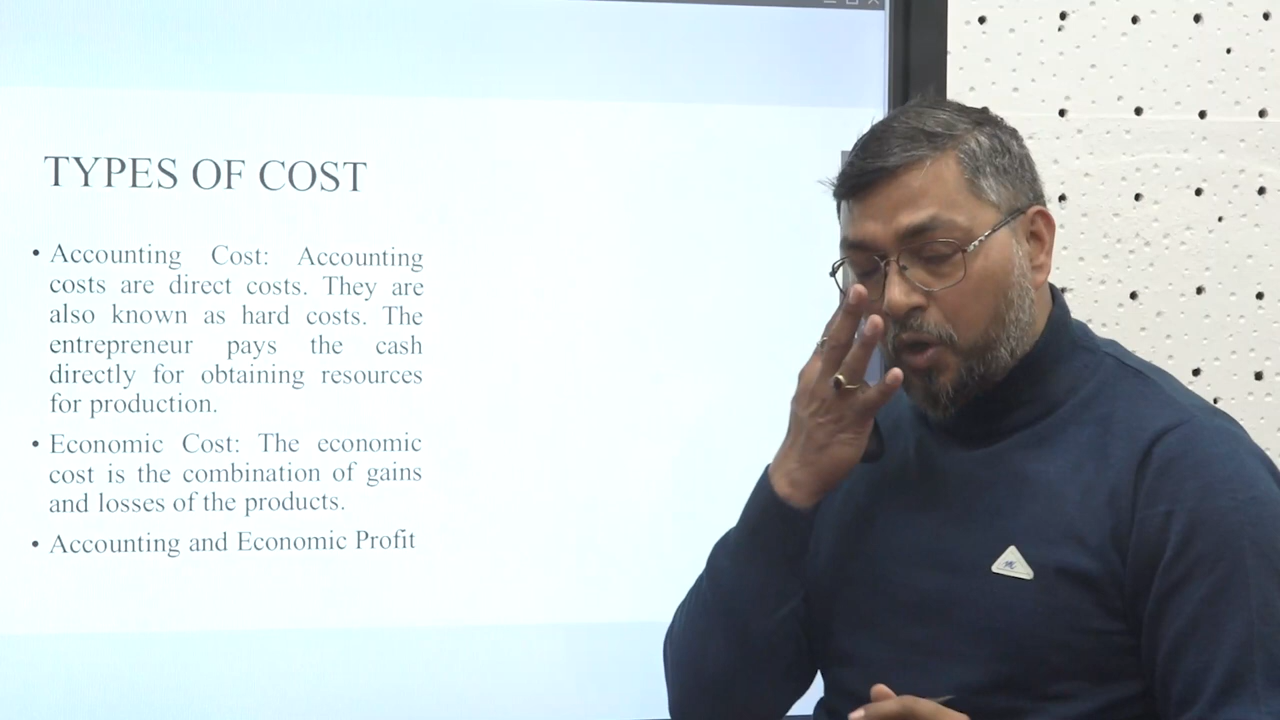 TYPES OF COST
• Accounting Cost: Accounting
costs are direct costs. They are
also known as hard costs. The
entrepreneur pays the cash
directly for obtaining resources
for production.
• Economic Cost: The economic
cost is the combination of gains
and losses of the products.
• Accounting and Economic Profit